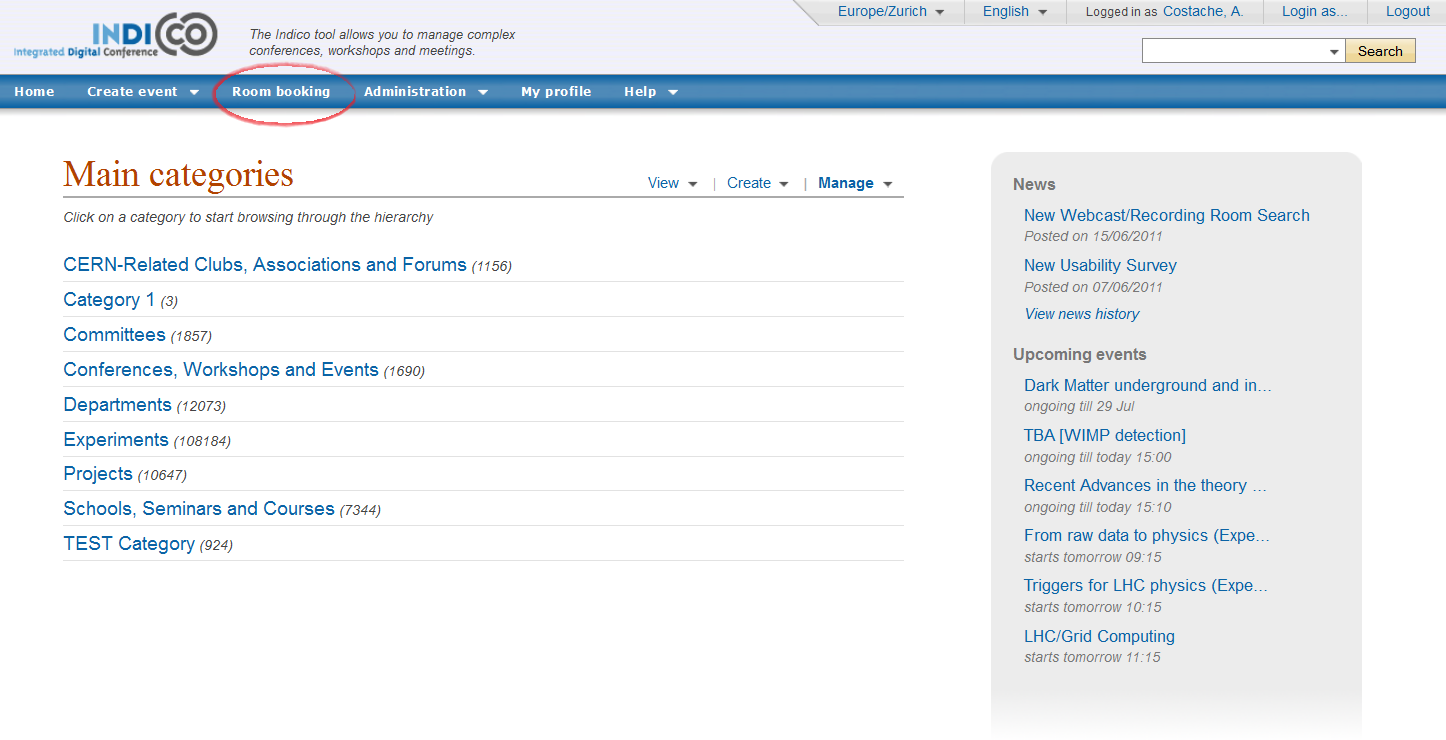 Europe/Zurich English Logged in as Costache, A. Login as... Logout
INDICO
Integrated Digital Conference
The Indico tool allows you to manage complex
conferences, workshops and meetings.
Search
Home Create event Room booking Administration My profile Help
Main categories
View | Create | Manage
Click on a category to start browsing through the hierarchy
CERN-Related Clubs, Associations and Forums (1156)
Category 1 (3)
Committees (1857)
Conferences, Workshops and Events (1690)
Departments (12073)
Experiments (108184)
Projects (10647)
Schools, Seminars and Courses (7344)
TEST Category (924)
News
New Webcast/Recording Room Search
Posted on 15/06/2011
New Usability Survey
Posted on 07/06/2011
View news history
Upcoming events
Dark Matter underground and in...
ongoing till 29 Jul
TBA [WIMP detection]
ongoing till today 15:00
Recent Advances in the theory ...
ongoing till today 15:10
From raw data to physics (Expe...
starts tomorrow 09:15
Triggers for LHC physics (Expe...
starts tomorrow 10:15
LHC/Grid Computing
starts tomorrow 11:15